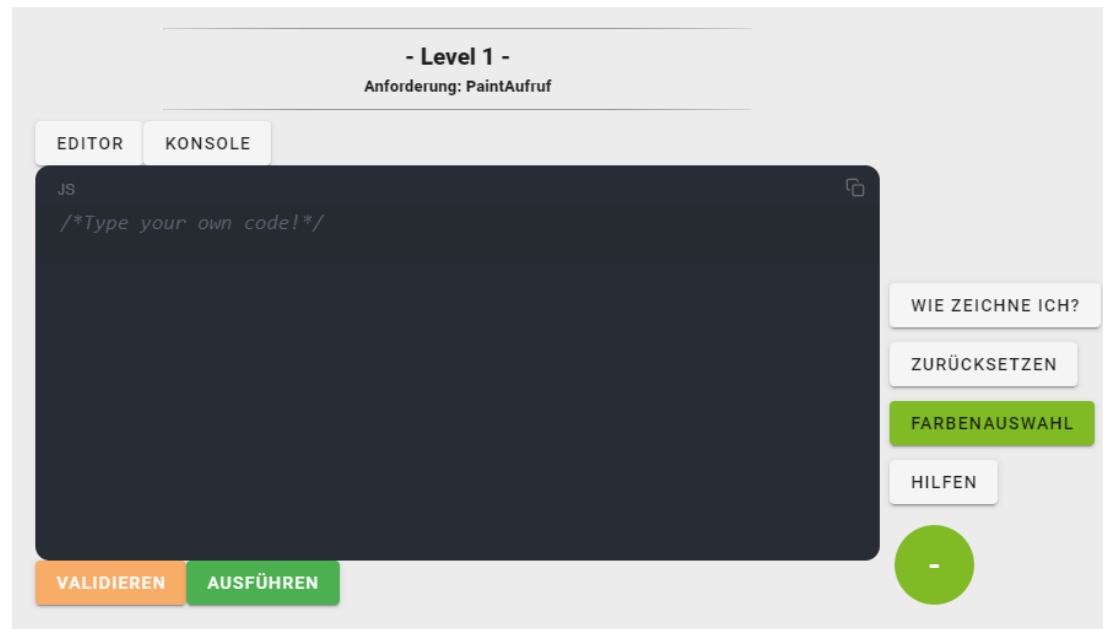 - Level 1 -
Anforderung: PaintAufruf
EDITOR KONSOLE
JS
/*Type your own code!*/
WIE ZEICHNE ICH?
ZURÜCKSETZEN
FARBENAUSWAHL
HILFEN
-
VALIDIEREN AUSFÜHREN